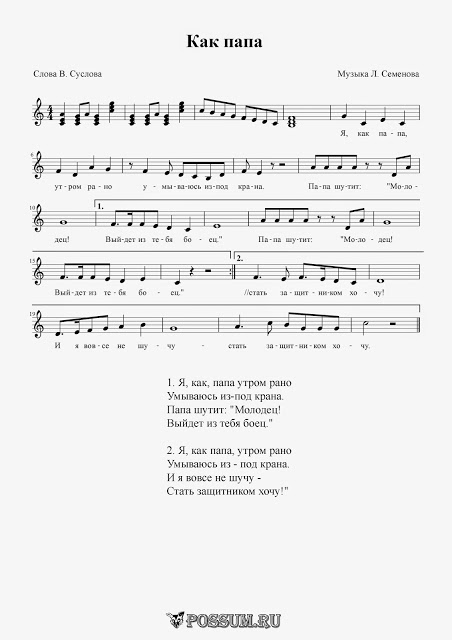 Как папа
Слова В. Суслова
Музыка Л. Семенова
Я, как па - па,
6
ут - ром ра - но у - мы - ва - юсь из - под кра - на. Па - па шу - тит: "Мо - ло -
10
1.
дец! Вый - дет из те - бя бо - ец." Па - па шу - тит: "Мо - ло - дец!
15
2.
Вый - дет из те - бя бо - ец." //стать за - щит - ни - ком хо - чу!
19
И я вов - се не шу - чу - стать за - щит - ни - ком хо - чу.
1. Я, как, папа утром рано
Умываюсь из-под крана.
Папа шутит: "Молодец!
Выйдет из тебя боец."
2. Я, как папа, утром рано
Умываюсь из - под крана.
И я вовсе не шучу -
Стать защитником хочу!"
POSSUM.RU